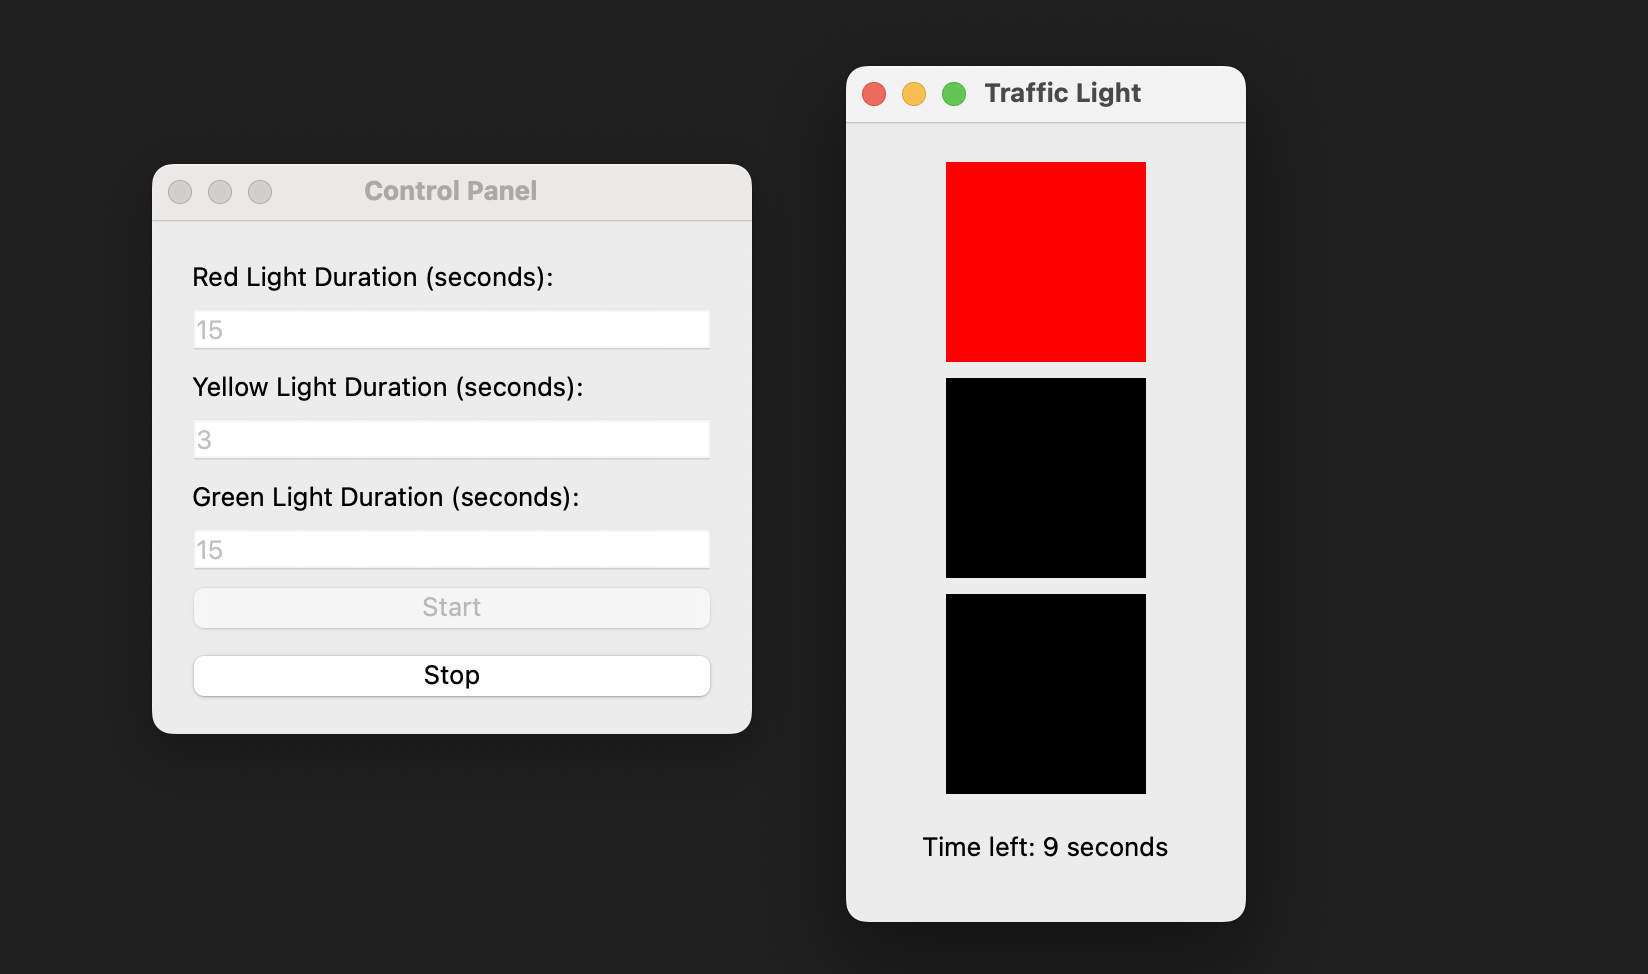 Control Panel
Red Light Duration (seconds):
15
Yellow Light Duration (seconds):
3
Green Light Duration (seconds):
15
Start
Stop
Traffic Light
Time left: 9 seconds